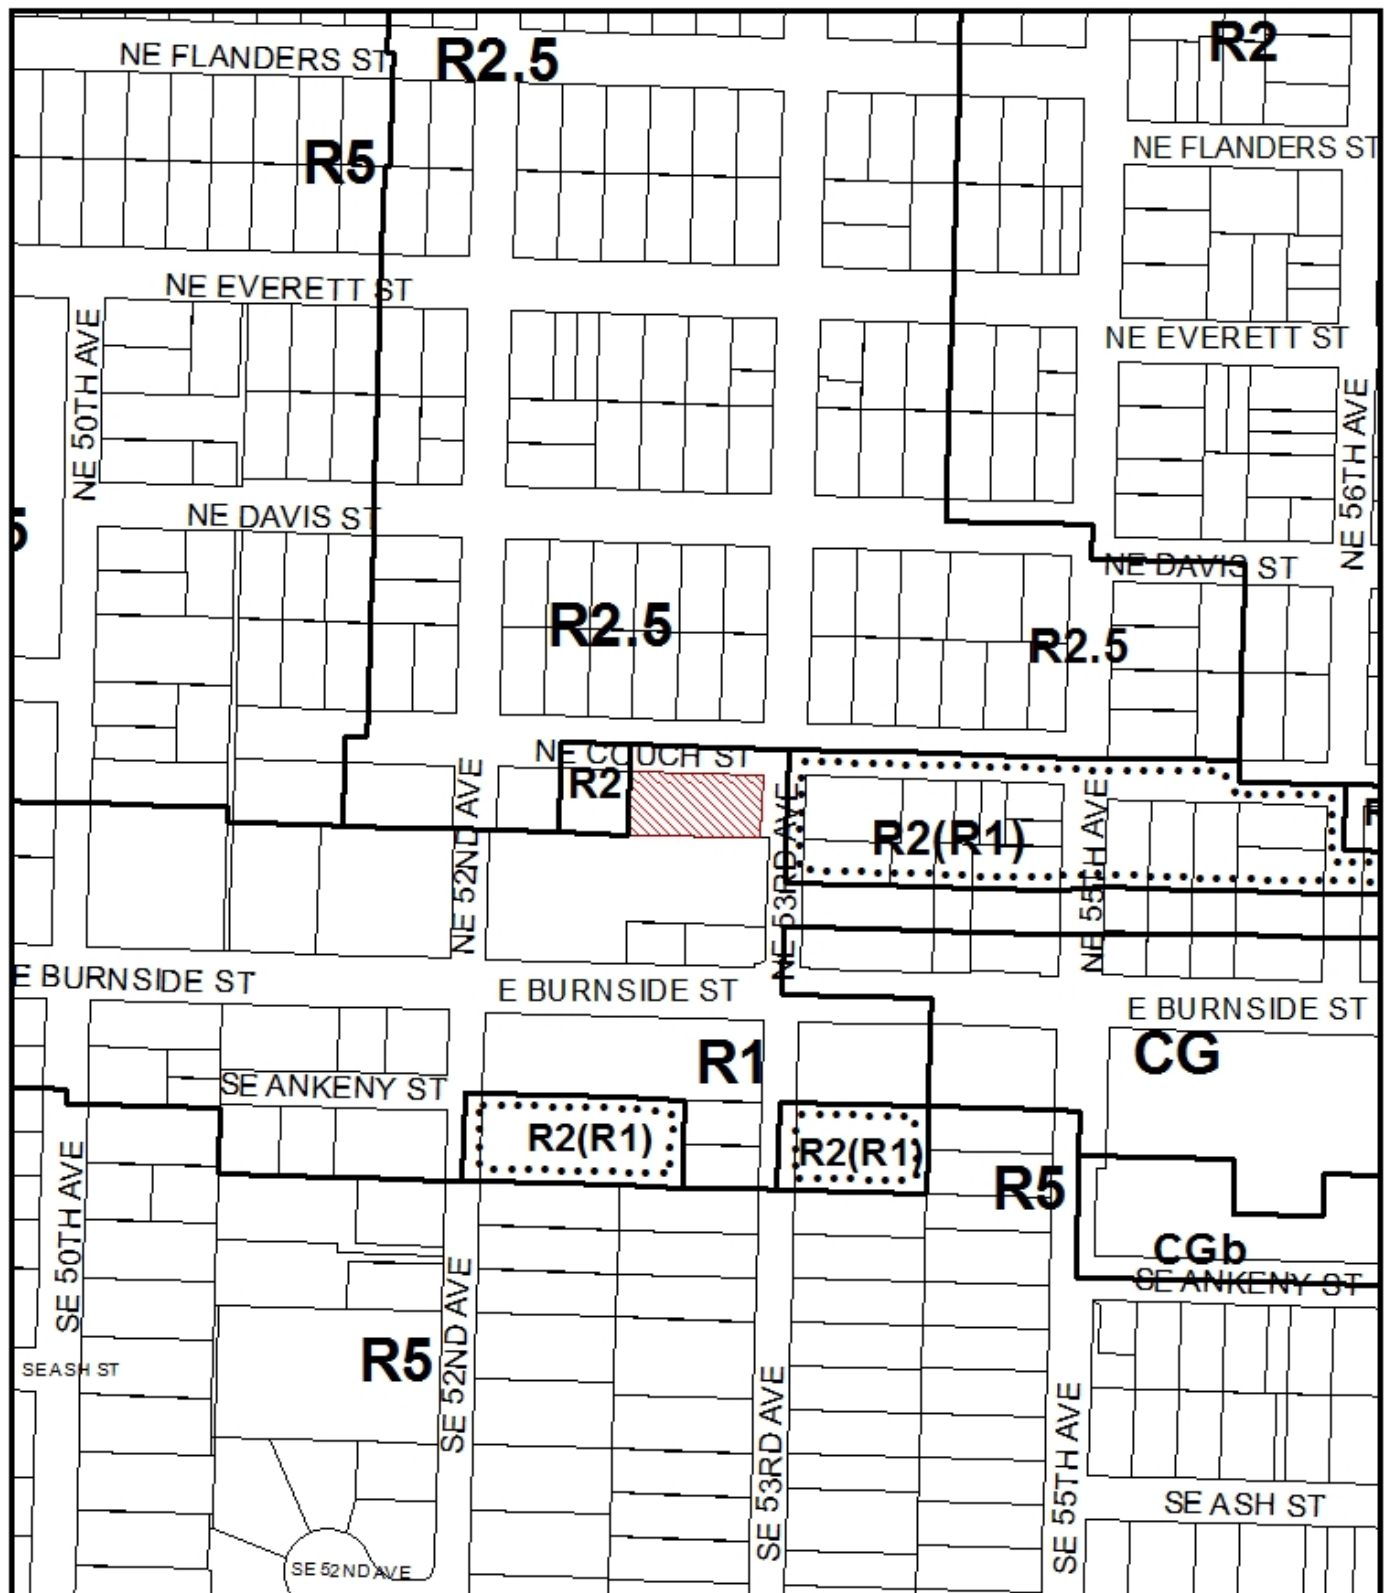 R2
NE FLANDERS ST
R2.5
NE FLANDERS ST
R5
NE EVERETT ST
NE 50TH AVE
NE EVERETT ST
NE 56TH AVE
NE DAVIS ST
5
NE DAVIS ST
R2.5
R2.5
NE COUCH ST
R2
NE 52ND AVE
NE 53RD AVE
NE 55TH AVE
R2(R1)
E BURNSIDE ST
E BURNSIDE ST
E BURNSIDE ST
R1
CG
SE ANKENY ST
R2(R1)
R2(R1)
R5
SE 50TH AVE
CGb
SE ANKENY ST
SE 52ND AVE
R5
SE ASH ST
SE 53RD AVE
SE 55TH AVE
SE ASH ST
SE 52ND AVE